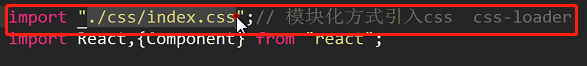 import "./css/index.css";// 模块化方式引入css  css-loader
import React,{Component} from "react";